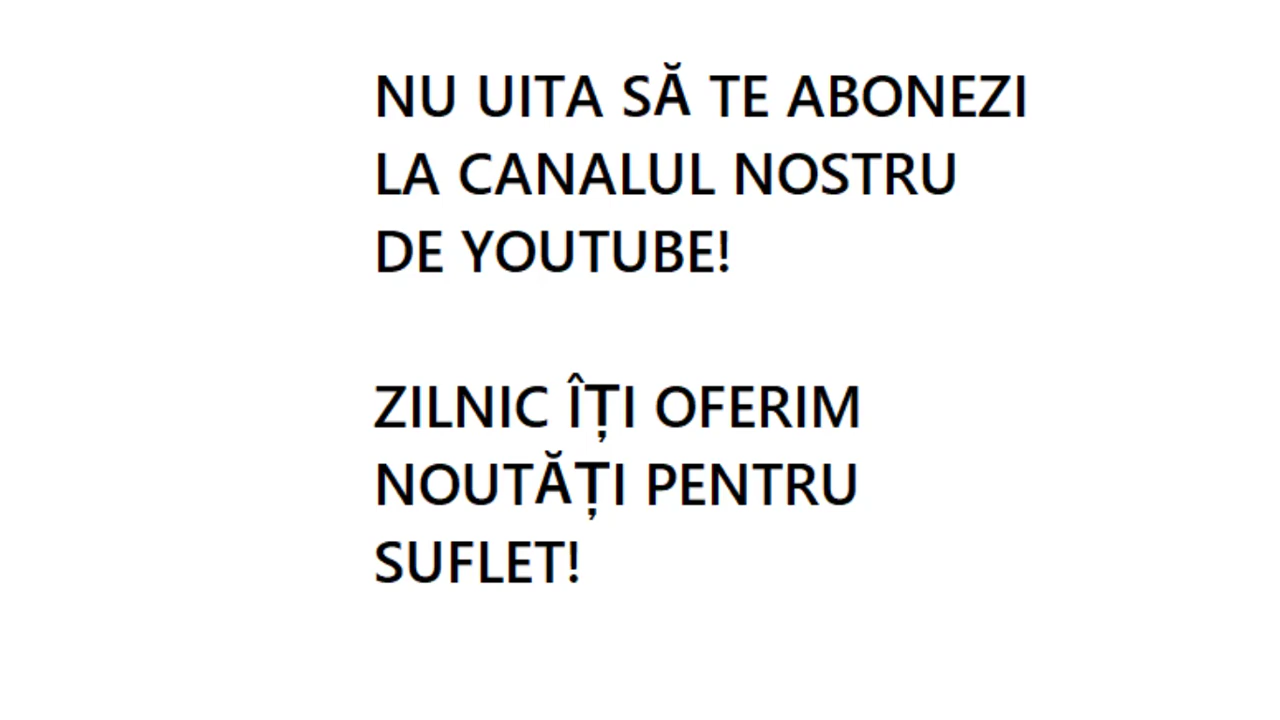 NU UITA SĂ TE ABONEZI
LA CANALUL NOSTRU
DE YOUTUBE!
ZILNIC ÎȚI OFERIM
NOUTĂȚI PENTRU
SUFLET!